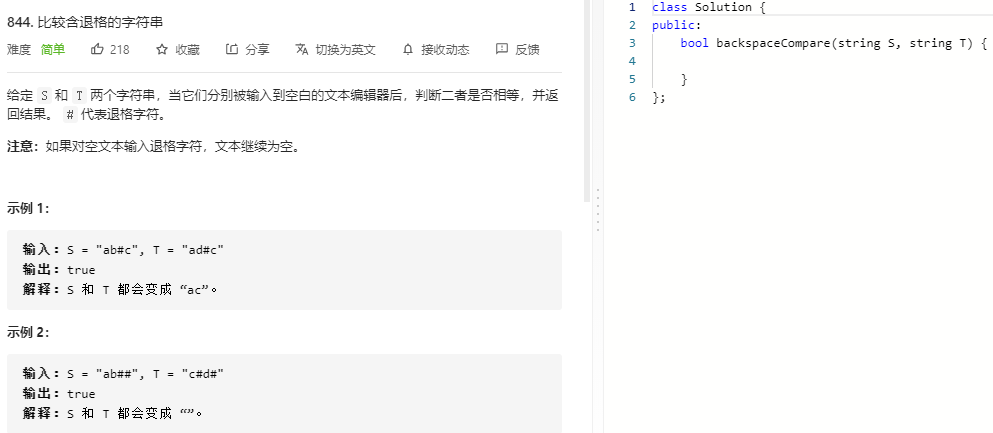 844. 比较含退格的字符串
难度 简单 218 收藏 分享 切换为英文 接收动态 反馈
给定 S 和 T 两个字符串，当它们分别被输入到空白的文本编辑器后，判断二者是否相等，并返
回结果。 # 代表退格字符。
注意：如果对空文本输入退格字符，文本继续为空。
示例 1：
输入：S = "ab#c", T = "ad#c"
输出：true
解释：S 和 T 都会变成 “ac”。
示例 2：
输入：S = "ab##", T = "c#d#"
输出：true
解释：S 和 T 都会变成 “”。
1 class Solution {
2 public:
3 bool backspaceCompare(string S, string T) {
4
5 }
6 };